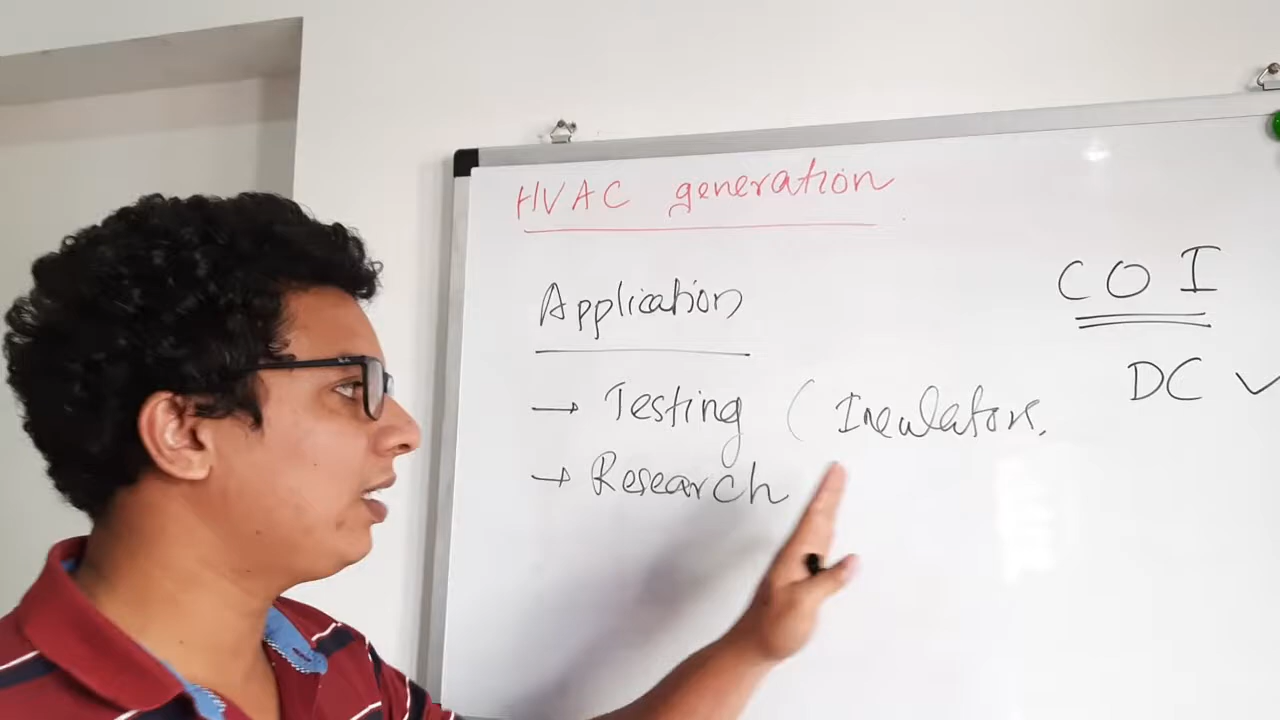 HVAC generation
Application
→ Testing ( Insulators.
→ Research
COI
DC ✓